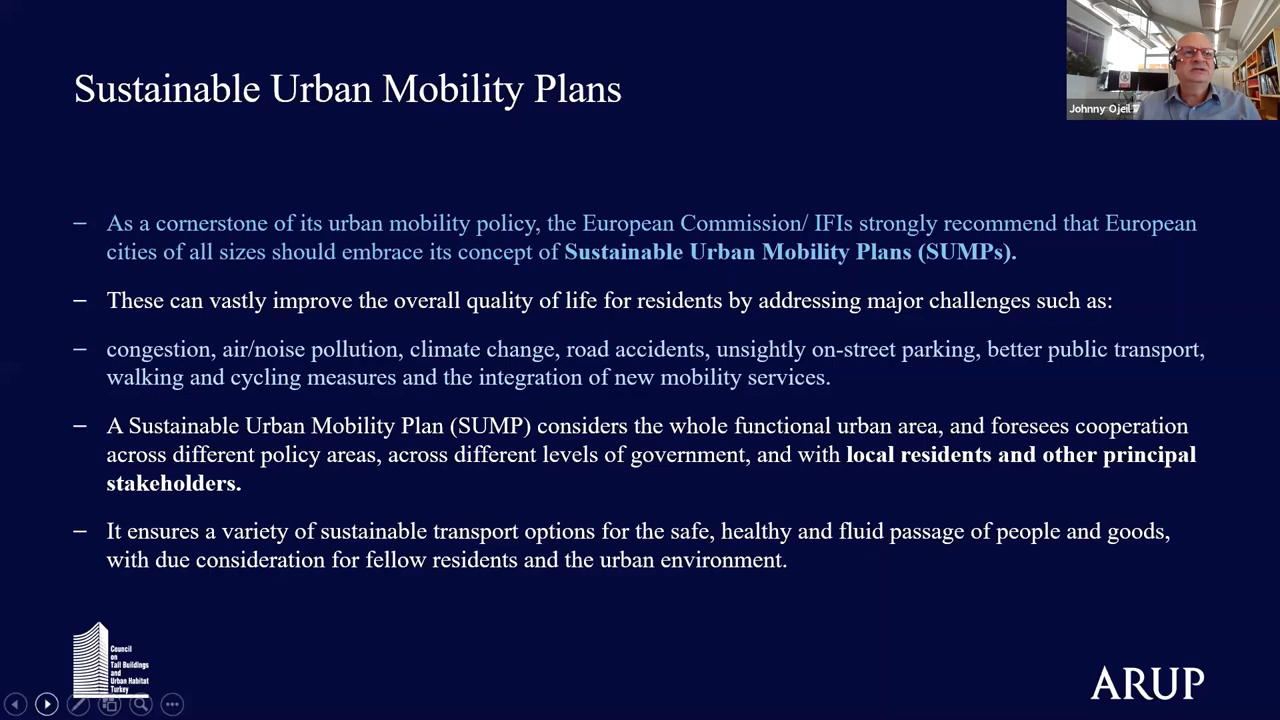 Sustainable Urban Mobility Plans
Johnny Ojeil
– As a cornerstone of its urban mobility policy, the European Commission/ IFIs strongly recommend that European
cities of all sizes should embrace its concept of Sustainable Urban Mobility Plans (SUMPs).
– These can vastly improve the overall quality of life for residents by addressing major challenges such as:
– congestion, air/noise pollution, climate change, road accidents, unsightly on-street parking, better public transport,
walking and cycling measures and the integration of new mobility services.
– A Sustainable Urban Mobility Plan (SUMP) considers the whole functional urban area, and foresees cooperation
across different policy areas, across different levels of government, and with local residents and other principal
stakeholders.
– It ensures a variety of sustainable transport options for the safe, healthy and fluid passage of people and goods,
with due consideration for fellow residents and the urban environment.
Council
on
Tall Buildings
and
Urban Habitat
Turkey
ARUP